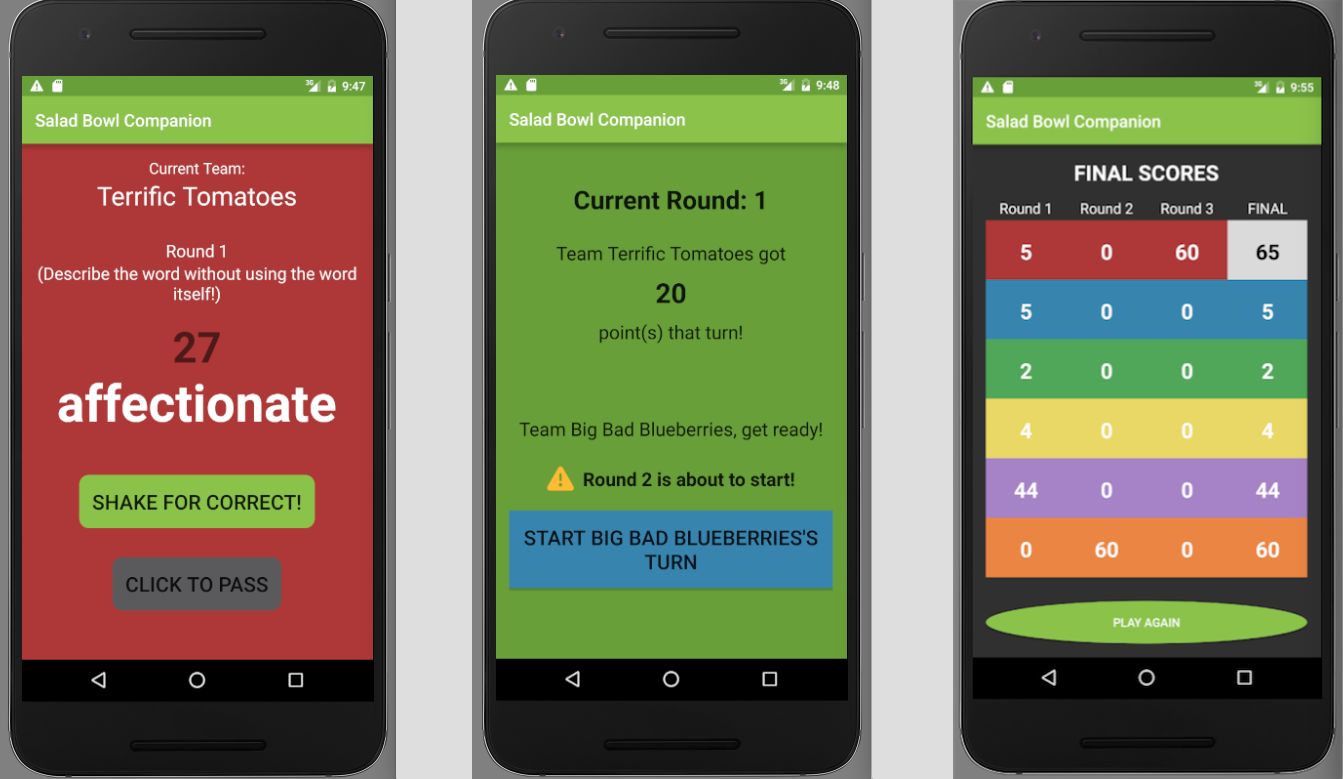 9:47
Salad Bowl Companion
Current Team:
Terrific Tomatoes
Round 1
(Describe the word without using the word
itself!)
27
affectionate
SHAKE FOR CORRECT!
CLICK TO PASS
3G 9:48
Salad Bowl Companion
Current Round: 1
Team Terrific Tomatoes got
20
point(s) that turn!
Team Big Bad Blueberries, get ready!
Round 2 is about to start!
START BIG BAD BLUEBERRIES'S
TURN
3G 9:55
Salad Bowl Companion
FINAL SCORES
Round 1 Round 2 Round 3 FINAL
5 0 60 65
5 0 0 5
2 0 0 2
4 0 0 4
44 0 0 44
0 60 0 60
PLAY AGAIN